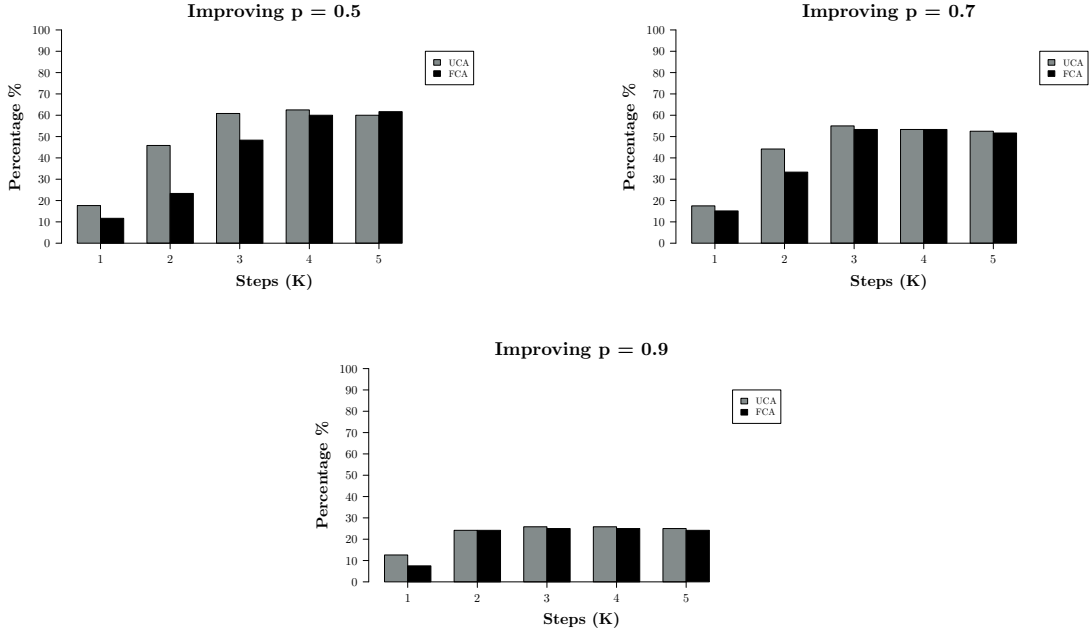 Improving p = 0.5
Percentage %
100
90
80
70
60
50
40
30
20
10
0
1 2 3 4 5
Steps (K)
UCA
FCA
Improving p = 0.7
Percentage %
100
90
80
70
60
50
40
30
20
10
0
1 2 3 4 5
Steps (K)
UCA
FCA
Improving p = 0.9
Percentage %
100
90
80
70
60
50
40
30
20
10
0
1 2 3 4 5
Steps (K)
UCA
FCA